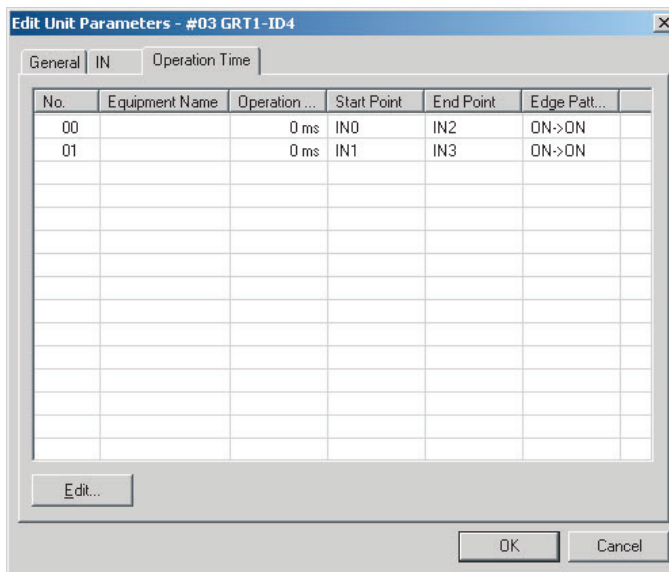 Edit Unit Parameters - #03 GRT1-ID4
General IN Operation Time
No. Equipment Name Operation ... Start Point End Point Edge Patt...
00 0 ms IN0 IN2 ON->ON
01 0 ms IN1 IN3 ON->ON
Edit...
OK Cancel